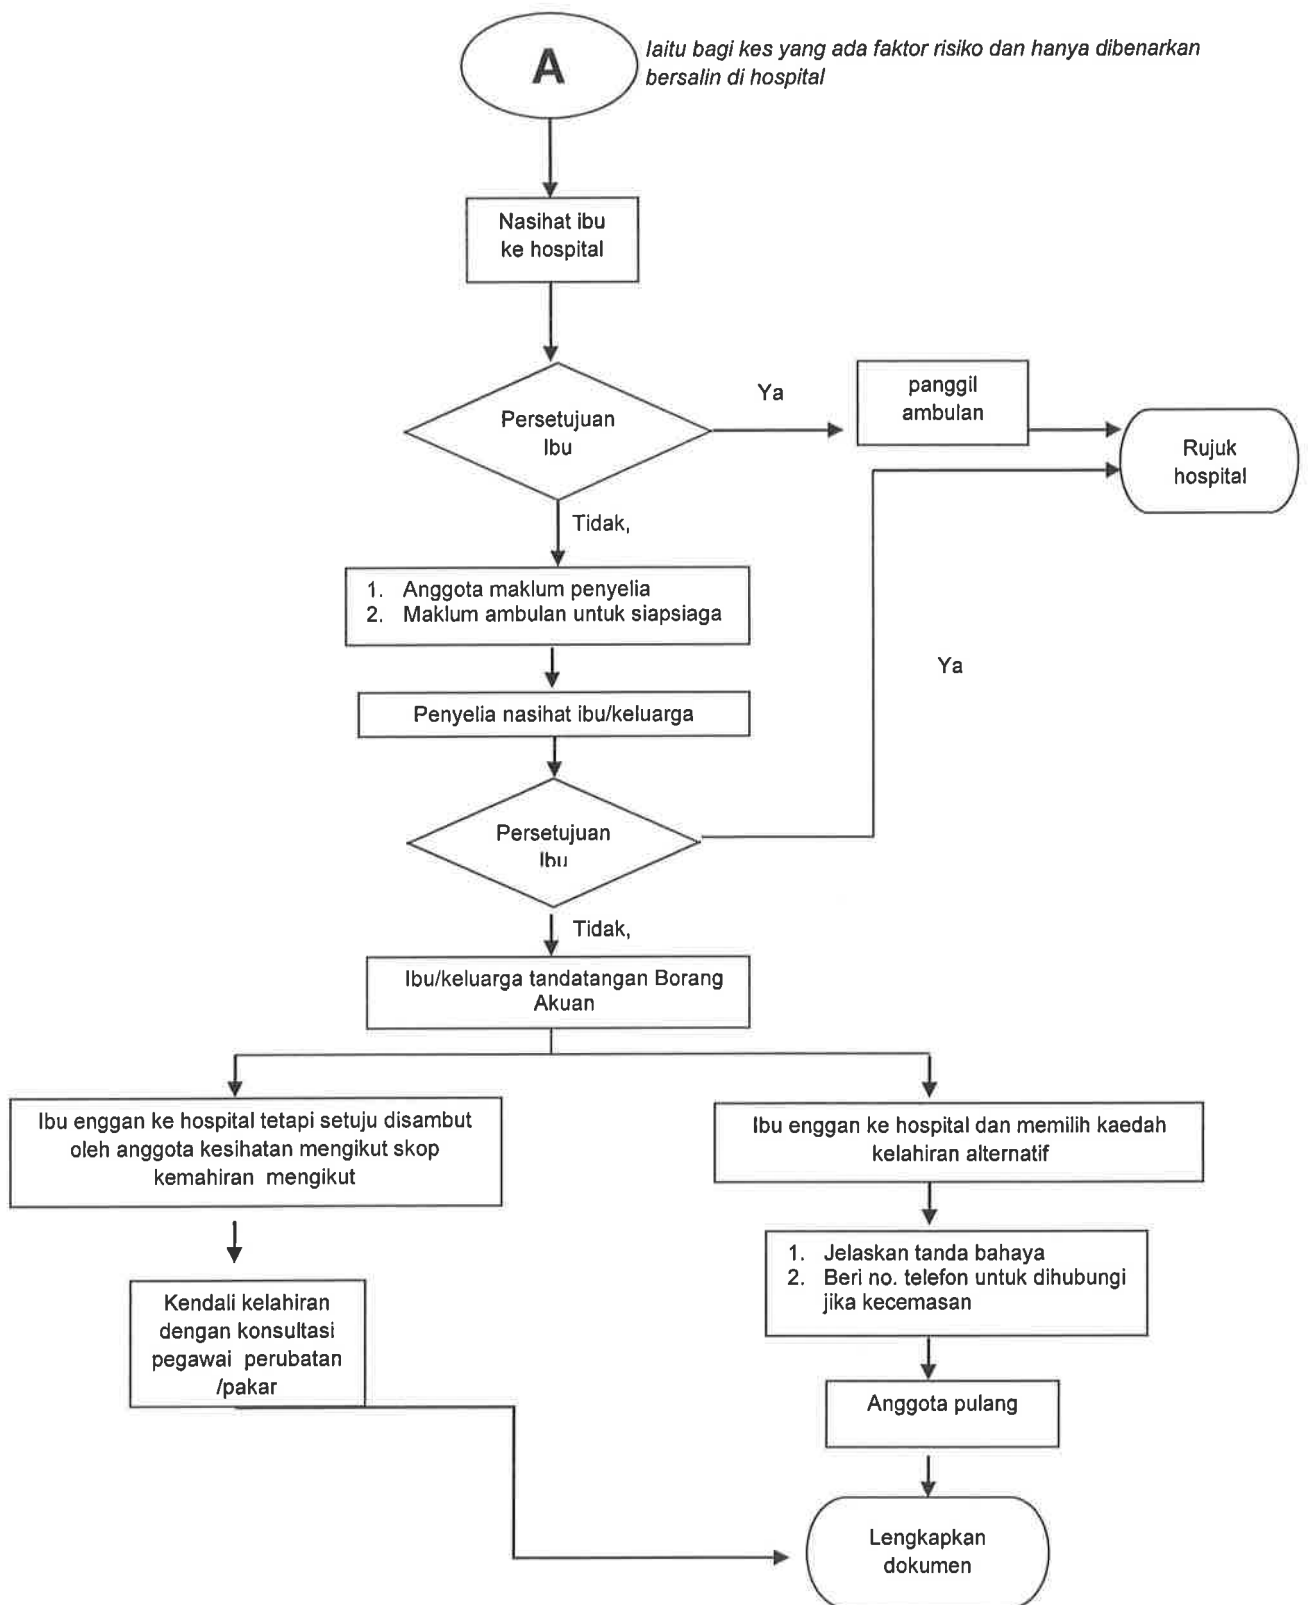 A
Iaitu bagi kes yang ada faktor risiko dan hanya dibenarkan
bersalin di hospital
Nasihat ibu
ke hospital
Persetujuan
Ibu
Ya
panggil
ambulan
Rujuk
hospital
Tidak,
1. Anggota maklum penyelia
2. Maklum ambulan untuk siapsiaga
Ya
Penyelia nasihat ibu/keluarga
Persetujuan
Ibu
Tidak,
Ibu/keluarga tandatangan Borang
Akuan
Ibu enggan ke hospital tetapi setuju disambut
oleh anggota kesihatan mengikut skop
kemahiran mengikut
Ibu enggan ke hospital dan memilih kaedah
kelahiran alternatif
Kendali kelahiran
dengan konsultasi
pegawai perubatan
/pakar
1. Jelaskan tanda bahaya
2. Beri no. telefon untuk dihubungi
jika kecemasan
Anggota pulang
Lengkapkan
dokumen